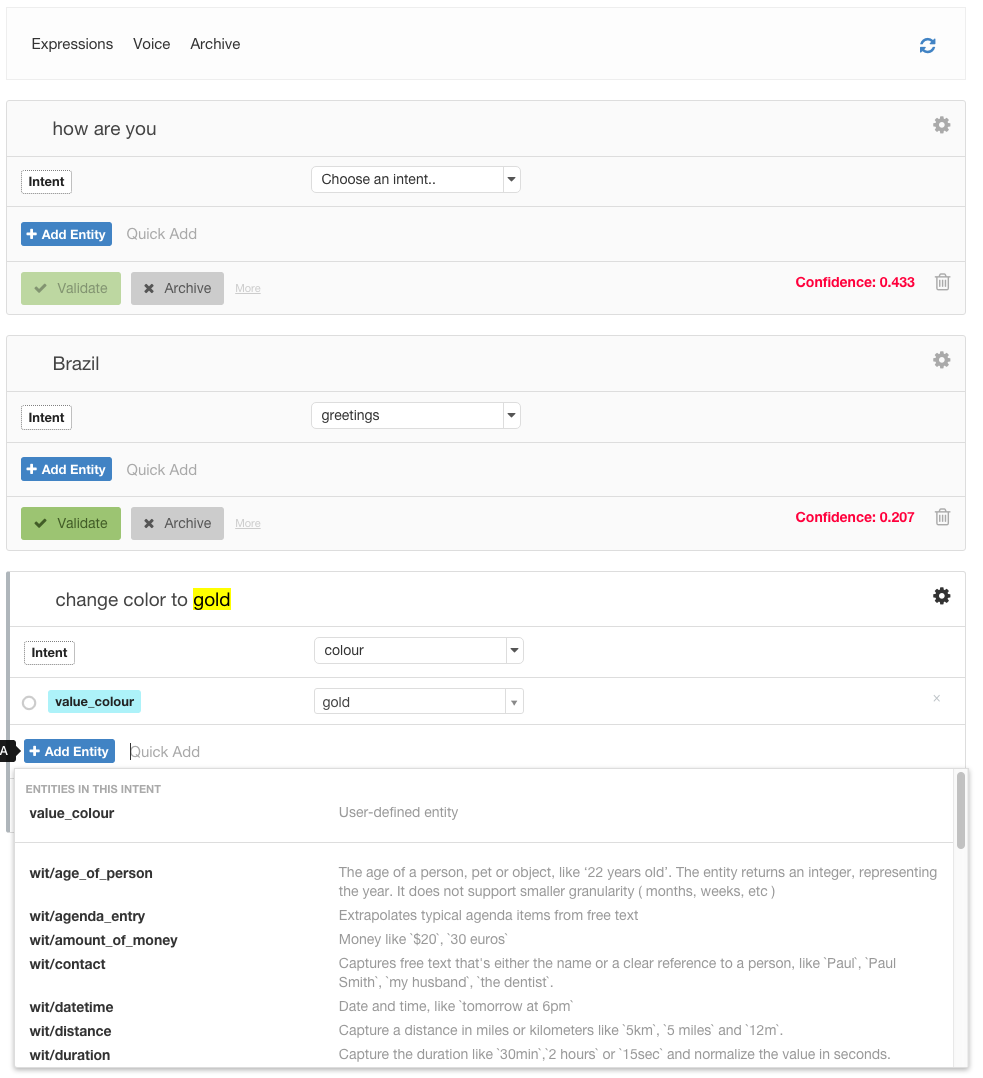 Expressions Voice Archive
how are you
Intent Choose an intent..
Add Entity Quick Add
Validate Archive More Confidence: 0.433
Brazil
Intent greetings
Add Entity Quick Add
Validate Archive More Confidence: 0.207
change color to gold
Intent colour
value_colour gold ×
A Add Entity Quick Add
ENTITIES IN THIS INTENT
value_colour User-defined entity
wit/age_of_person The age of a person, pet or object, like ‘22 years old’. The entity returns an integer, representing
the year. It does not support smaller granularity ( months, weeks, etc )
wit/agenda_entry Extrapolates typical agenda items from free text
wit/amount_of_money Money like `$20`, `30 euros`
wit/contact Captures free text that's either the name or a clear reference to a person, like `Paul`, `Paul
Smith`, `my husband`, `the dentist`.
wit/datetime Date and time, like `tomorrow at 6pm`
wit/distance Capture a distance in miles or kilometers like `5km`, `5 miles` and `12m`.
wit/duration Capture the duration like `30min`,`2 hours` or `15sec` and normalize the value in seconds.